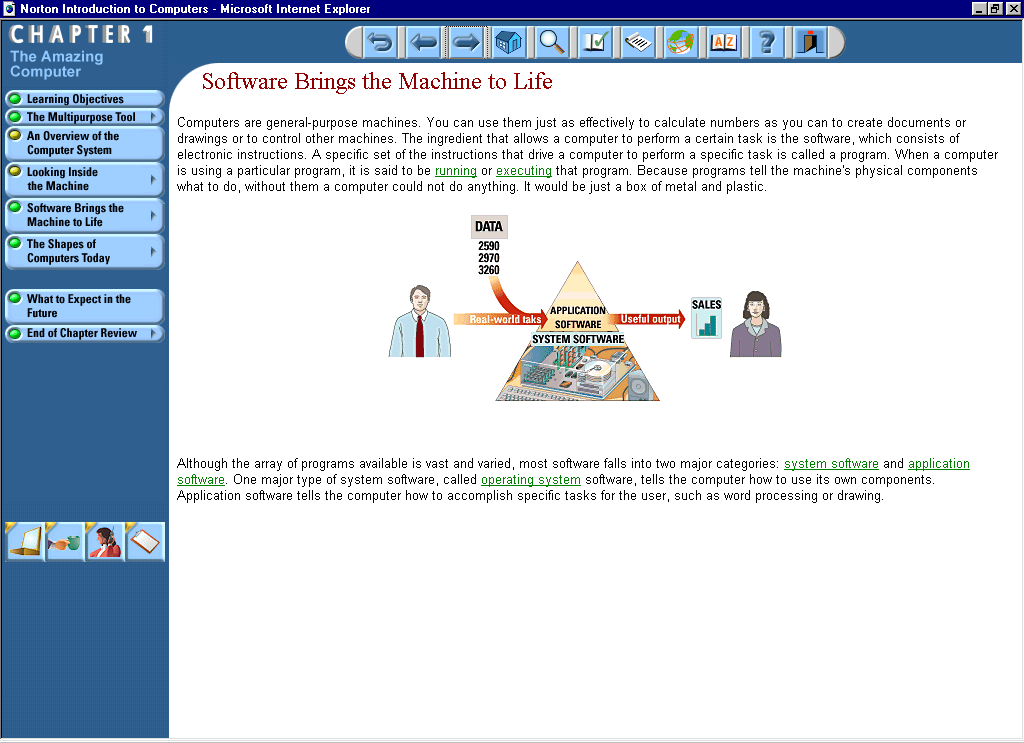 Norton Introduction to Computers - Microsoft Internet Explorer
CHAPTER 1
The Amazing
Computer
Learning Objectives
The Multipurpose Tool
An Overview of the
Computer System
Looking Inside
the Machine
Software Brings the
Machine to Life
The Shapes of
Computers Today
What to Expect in the
Future
End of Chapter Review
A Z
?
Software Brings the Machine to Life
Computers are general-purpose machines. You can use them just as effectively to calculate numbers as you can to create documents or
drawings or to control other machines. The ingredient that allows a computer to perform a certain task is the software, which consists of
electronic instructions. A specific set of the instructions that drive a computer to perform a specific task is called a program. When a computer
is using a particular program, it is said to be running or executing that program. Because programs tell the machine's physical components
what to do, without them a computer could not do anything. It would be just a box of metal and plastic.
DATA
2590
2970
3260
Real-world taks
APPLICATION
SOFTWARE
SYSTEM SOFTWARE
Useful output
SALES
Although the array of programs available is vast and varied, most software falls into two major categories: system software and application
software. One major type of system software, called operating system software, tells the computer how to use its own components.
Application software tells the computer how to accomplish specific tasks for the user, such as word processing or drawing.